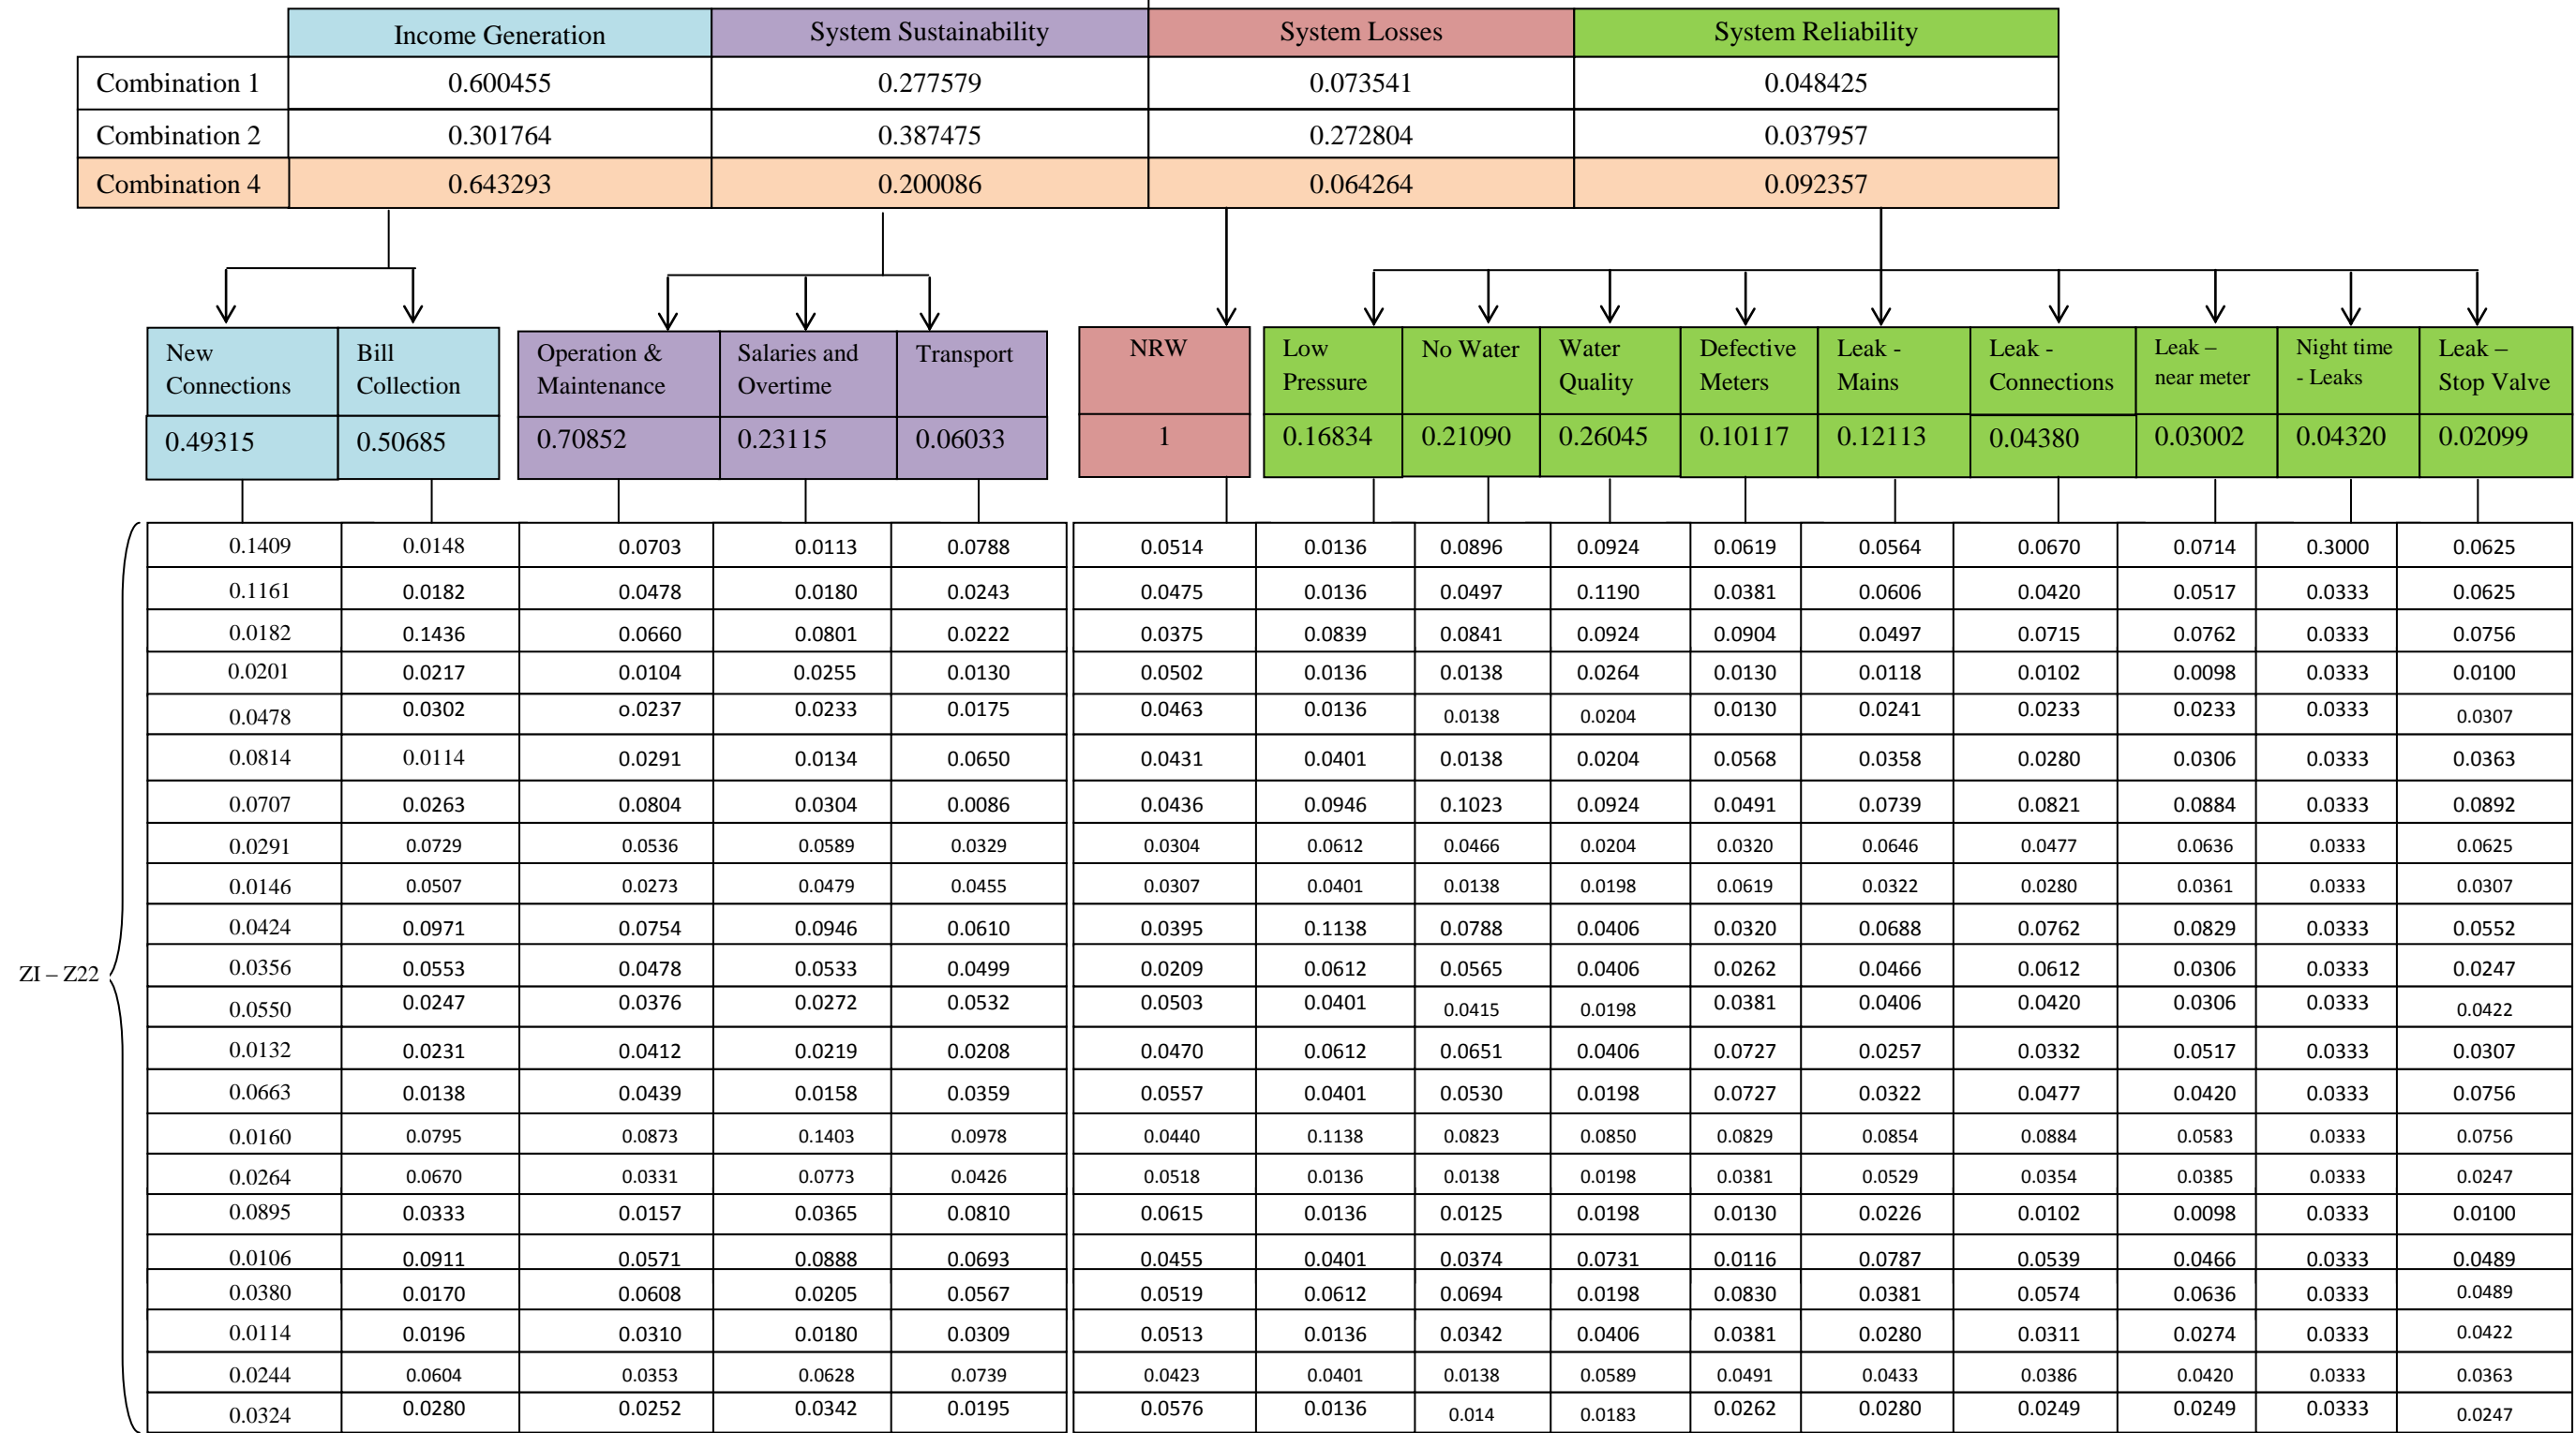 Income Generation System Sustainability System Losses System Reliability
Combination 1 0.600455 0.277579 0.073541 0.048425
Combination 2 0.301764 0.387475 0.272804 0.037957
Combination 4 0.643293 0.200086 0.064264 0.092357
New Connections Bill Collection Operation & Maintenance Salaries and Overtime Transport NRW Low Pressure No Water Water Quality Defective Meters Leak - Mains Leak - Connections Leak – near meter Night time - Leaks Leak – Stop Valve
0.49315 0.50685 0.70852 0.23115 0.06033 1 0.16834 0.21090 0.26045 0.10117 0.12113 0.04380 0.03002 0.04320 0.02099
0.1409 0.0148 0.0703 0.0113 0.0788 0.0514 0.0136 0.0896 0.0924 0.0619 0.0564 0.0670 0.0714 0.3000 0.0625
0.1161 0.0182 0.0478 0.0180 0.0243 0.0475 0.0136 0.0497 0.1190 0.0381 0.0606 0.0420 0.0517 0.0333 0.0625
0.0182 0.1436 0.0660 0.0801 0.0222 0.0375 0.0839 0.0841 0.0924 0.0904 0.0497 0.0715 0.0762 0.0333 0.0756
0.0201 0.0217 0.0104 0.0255 0.0130 0.0502 0.0136 0.0138 0.0264 0.0130 0.0118 0.0102 0.0098 0.0333 0.0100
0.0478 0.0302 o.0237 0.0233 0.0175 0.0463 0.0136 0.0138 0.0204 0.0130 0.0241 0.0233 0.0233 0.0333 0.0307
0.0814 0.0114 0.0291 0.0134 0.0650 0.0431 0.0401 0.0138 0.0204 0.0568 0.0358 0.0280 0.0306 0.0333 0.0363
0.0707 0.0263 0.0804 0.0304 0.0086 0.0436 0.0946 0.1023 0.0924 0.0491 0.0739 0.0821 0.0884 0.0333 0.0892
0.0291 0.0729 0.0536 0.0589 0.0329 0.0304 0.0612 0.0466 0.0204 0.0320 0.0646 0.0477 0.0636 0.0333 0.0625
0.0146 0.0507 0.0273 0.0479 0.0455 0.0307 0.0401 0.0138 0.0198 0.0619 0.0322 0.0280 0.0361 0.0333 0.0307
0.0424 0.0971 0.0754 0.0946 0.0610 0.0395 0.1138 0.0788 0.0406 0.0320 0.0688 0.0762 0.0829 0.0333 0.0552
ZI – Z22 0.0356 0.0553 0.0478 0.0533 0.0499 0.0209 0.0612 0.0565 0.0406 0.0262 0.0466 0.0612 0.0306 0.0333 0.0247
0.0550 0.0247 0.0376 0.0272 0.0532 0.0503 0.0401 0.0415 0.0198 0.0381 0.0406 0.0420 0.0306 0.0333 0.0422
0.0132 0.0231 0.0412 0.0219 0.0208 0.0470 0.0612 0.0651 0.0406 0.0727 0.0257 0.0332 0.0517 0.0333 0.0307
0.0663 0.0138 0.0439 0.0158 0.0359 0.0557 0.0401 0.0530 0.0198 0.0727 0.0322 0.0477 0.0420 0.0333 0.0756
0.0160 0.0795 0.0873 0.1403 0.0978 0.0440 0.1138 0.0823 0.0850 0.0829 0.0854 0.0884 0.0583 0.0333 0.0756
0.0264 0.0670 0.0331 0.0773 0.0426 0.0518 0.0136 0.0138 0.0198 0.0381 0.0529 0.0354 0.0385 0.0333 0.0247
0.0895 0.0333 0.0157 0.0365 0.0810 0.0615 0.0136 0.0125 0.0198 0.0130 0.0226 0.0102 0.0098 0.0333 0.0100
0.0106 0.0911 0.0571 0.0888 0.0693 0.0455 0.0401 0.0374 0.0731 0.0116 0.0787 0.0539 0.0466 0.0333 0.0489
0.0380 0.0170 0.0608 0.0205 0.0567 0.0519 0.0612 0.0694 0.0198 0.0830 0.0381 0.0574 0.0636 0.0333 0.0489
0.0114 0.0196 0.0310 0.0180 0.0309 0.0513 0.0136 0.0342 0.0406 0.0381 0.0280 0.0311 0.0274 0.0333 0.0422
0.0244 0.0604 0.0353 0.0628 0.0739 0.0423 0.0401 0.0138 0.0589 0.0491 0.0433 0.0386 0.0420 0.0333 0.0363
0.0324 0.0280 0.0252 0.0342 0.0195 0.0576 0.0136 0.014 0.0183 0.0262 0.0280 0.0249 0.0249 0.0333 0.0247